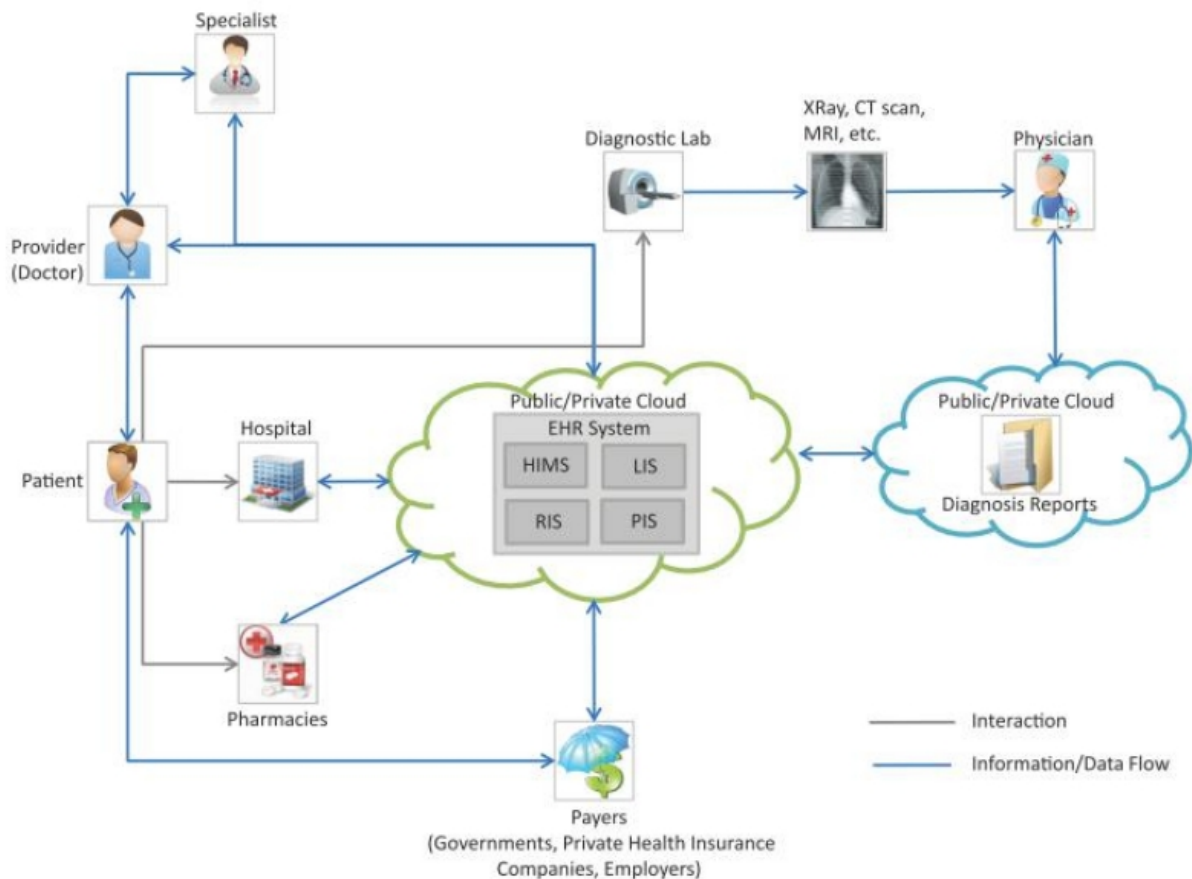 Specialist
XRay, CT scan,
MRI, etc.
Diagnostic Lab
Physician
Provider
(Doctor)
Public/Private Cloud
EHR System
HIMS
LIS
RIS
PIS
Public/Private Cloud
Diagnosis Reports
Hospital
Patient
Pharmacies
Interaction
Information/Data Flow
Payers
(Governments, Private Health Insurance
Companies, Employers)